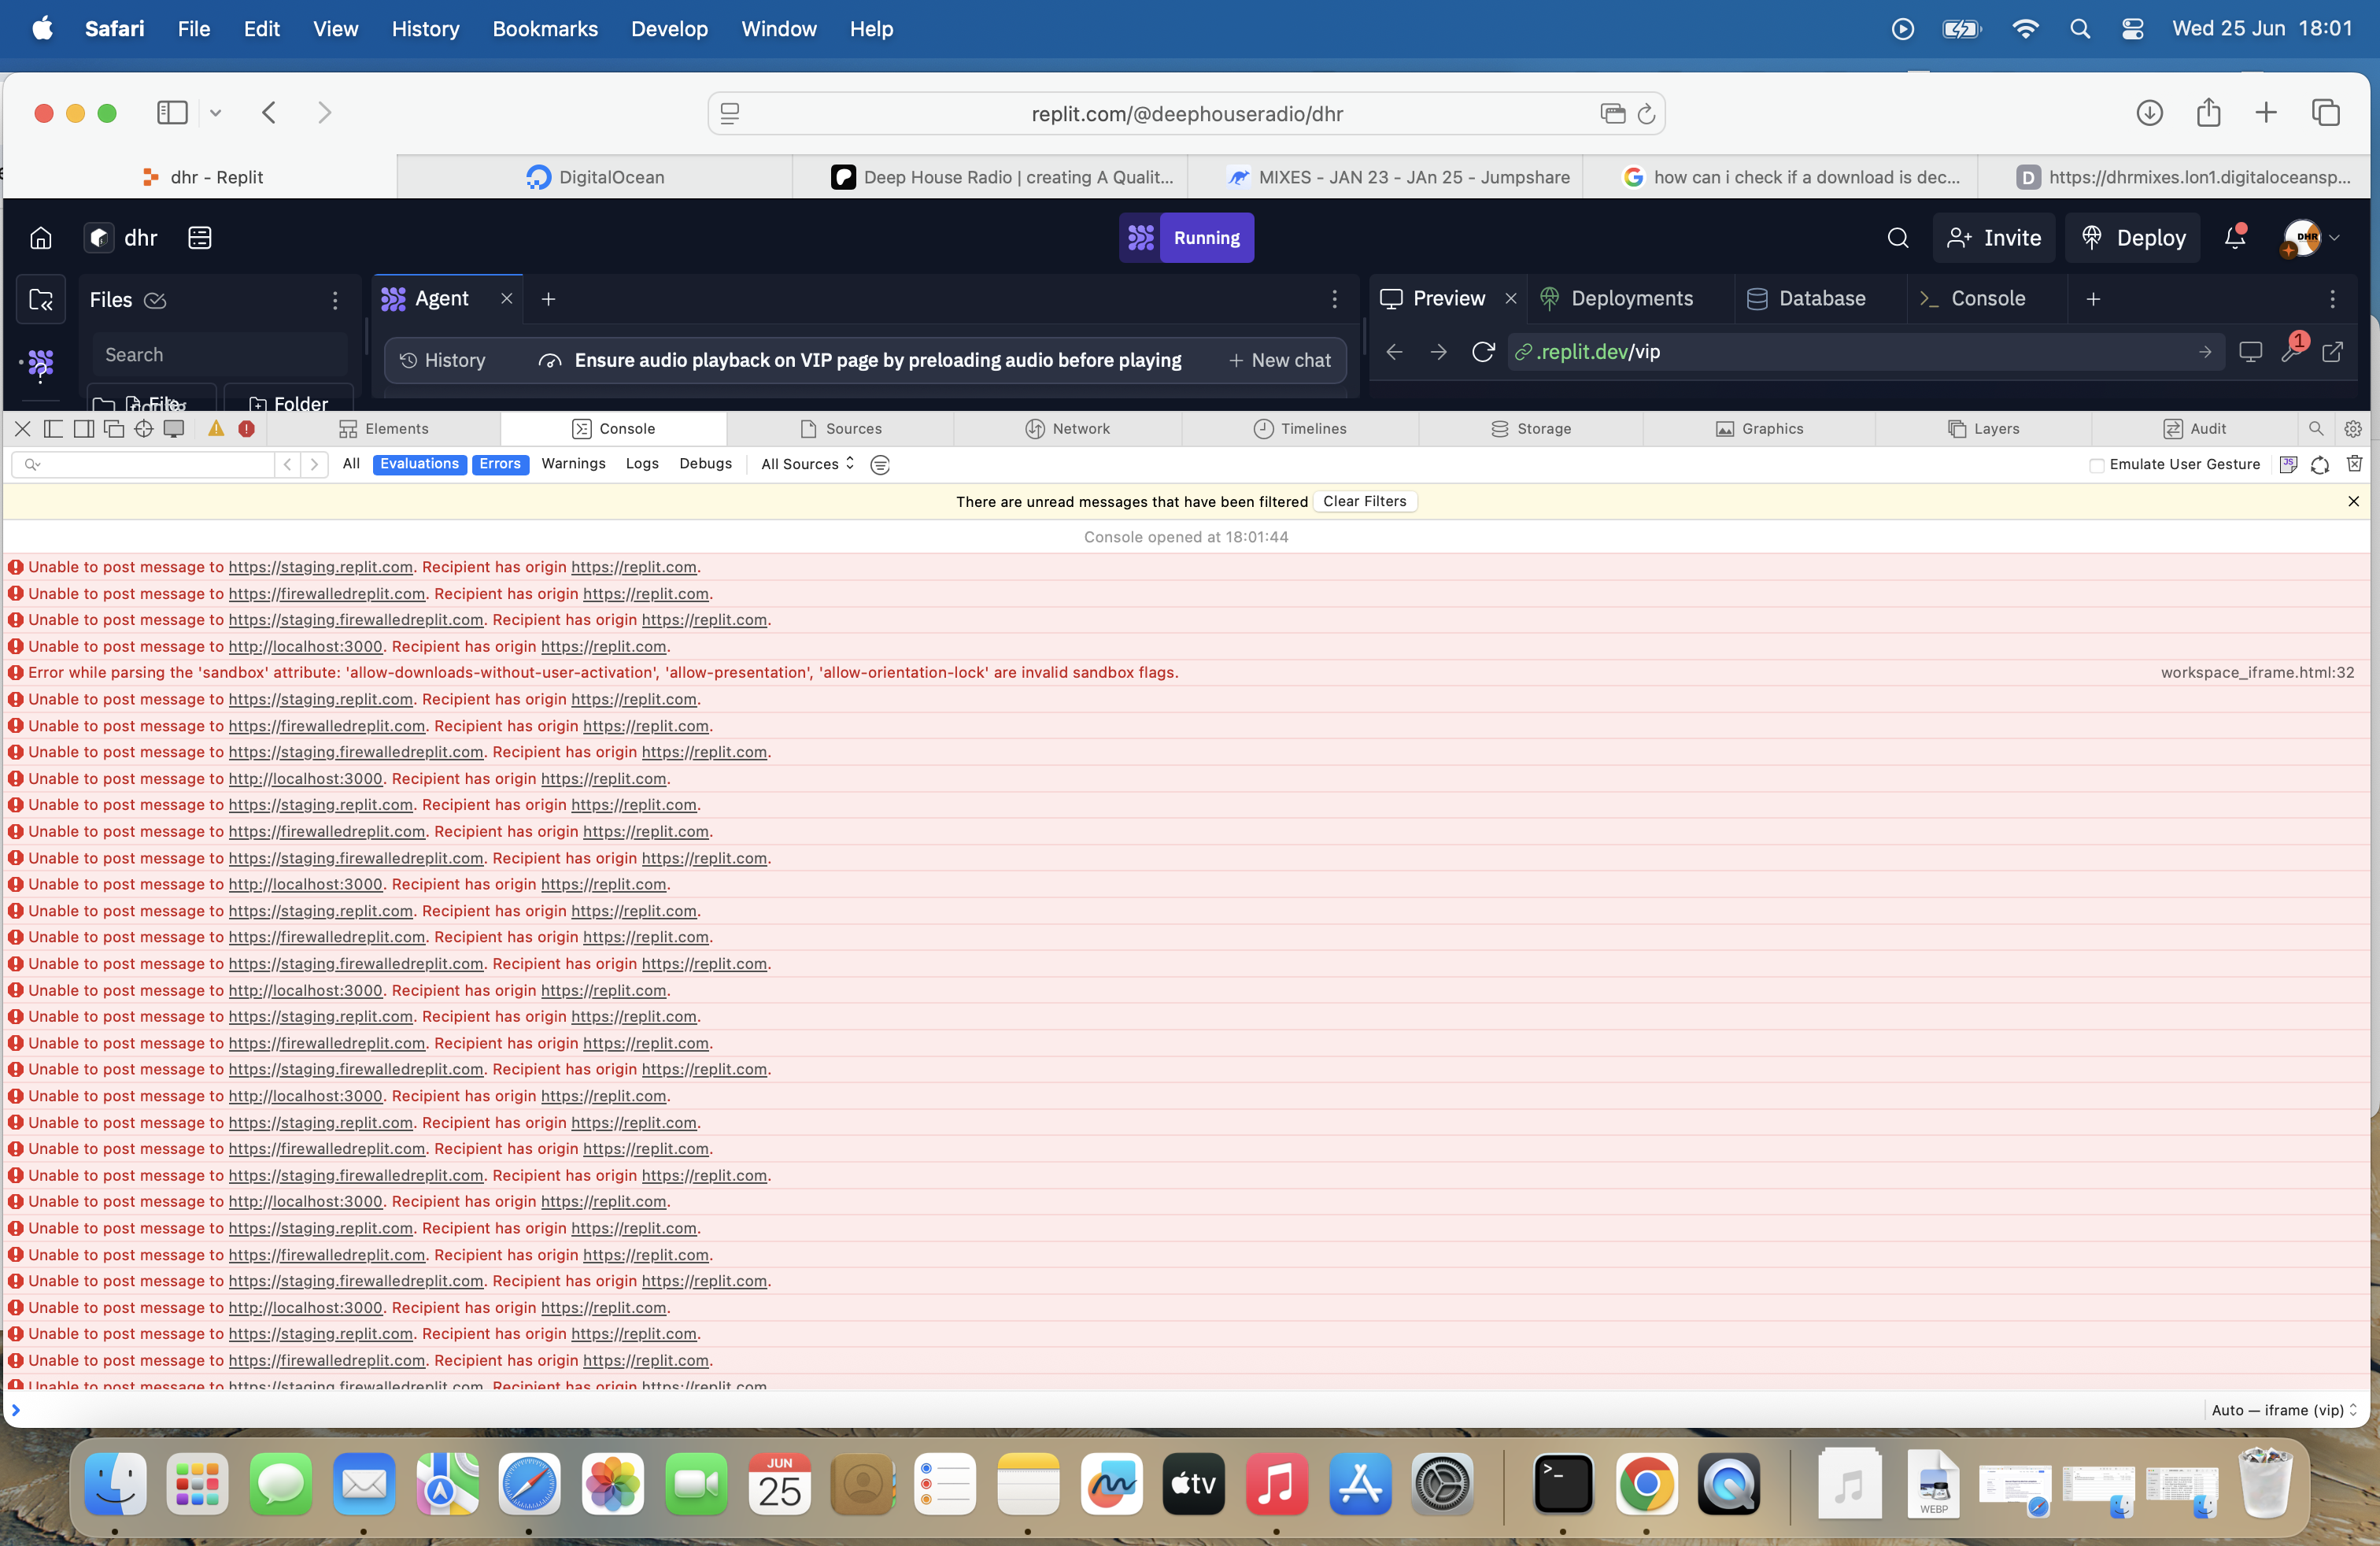 Safari File Edit View History Bookmarks Develop Window Help Wed 25 Jun 18:01
replit.com/@deephouseradio/dhr
dhr - Replit DigitalOcean Deep House Radio | creating A Qualit... MIXES - JAN 23 - JAn 25 - Jumpshare how can i check if a download is dec... D https://dhrmixes.lon1.digitaloceansp...
dhr Running Invite Deploy DHR
Files Agent Preview Deployments Database Console
Search History Ensure audio playback on VIP page by preloading audio before playing New chat .replit.dev/vip 1
File Folder
Elements Console Sources Network Timelines Storage Graphics Layers Audit
All Evaluations Errors Warnings Logs Debugs All Sources Emulate User Gesture JS
There are unread messages that have been filtered Clear Filters
Console opened at 18:01:44
Unable to post message to https://staging.replit.com. Recipient has origin https://replit.com.
Unable to post message to https://firewalledreplit.com. Recipient has origin https://replit.com.
Unable to post message to https://staging.firewalledreplit.com. Recipient has origin https://replit.com.
Unable to post message to http://localhost:3000. Recipient has origin https://replit.com.
Error while parsing the 'sandbox' attribute: 'allow-downloads-without-user-activation', 'allow-presentation', 'allow-orientation-lock' are invalid sandbox flags. workspace_iframe.html:32
Unable to post message to https://staging.replit.com. Recipient has origin https://replit.com.
Unable to post message to https://firewalledreplit.com. Recipient has origin https://replit.com.
Unable to post message to https://staging.firewalledreplit.com. Recipient has origin https://replit.com.
Unable to post message to http://localhost:3000. Recipient has origin https://replit.com.
Unable to post message to https://staging.replit.com. Recipient has origin https://replit.com.
Unable to post message to https://firewalledreplit.com. Recipient has origin https://replit.com.
Unable to post message to https://staging.firewalledreplit.com. Recipient has origin https://replit.com.
Unable to post message to http://localhost:3000. Recipient has origin https://replit.com.
Unable to post message to https://staging.replit.com. Recipient has origin https://replit.com.
Unable to post message to https://firewalledreplit.com. Recipient has origin https://replit.com.
Unable to post message to https://staging.firewalledreplit.com. Recipient has origin https://replit.com.
Unable to post message to http://localhost:3000. Recipient has origin https://replit.com.
Unable to post message to https://staging.replit.com. Recipient has origin https://replit.com.
Unable to post message to https://firewalledreplit.com. Recipient has origin https://replit.com.
Unable to post message to https://staging.firewalledreplit.com. Recipient has origin https://replit.com.
Unable to post message to http://localhost:3000. Recipient has origin https://replit.com.
Unable to post message to https://staging.replit.com. Recipient has origin https://replit.com.
Unable to post message to https://firewalledreplit.com. Recipient has origin https://replit.com.
Unable to post message to https://staging.firewalledreplit.com. Recipient has origin https://replit.com.
Unable to post message to http://localhost:3000. Recipient has origin https://replit.com.
Unable to post message to https://staging.replit.com. Recipient has origin https://replit.com.
Unable to post message to https://firewalledreplit.com. Recipient has origin https://replit.com.
Unable to post message to https://staging.firewalledreplit.com. Recipient has origin https://replit.com.
Unable to post message to http://localhost:3000. Recipient has origin https://replit.com.
Unable to post message to https://staging.replit.com. Recipient has origin https://replit.com.
Unable to post message to https://firewalledreplit.com. Recipient has origin https://replit.com.
Unable to post message to https://staging.firewalledreplit.com. Recipient has origin https://replit.com
Auto — iframe (vip)
JUN
25 tv
WEBP